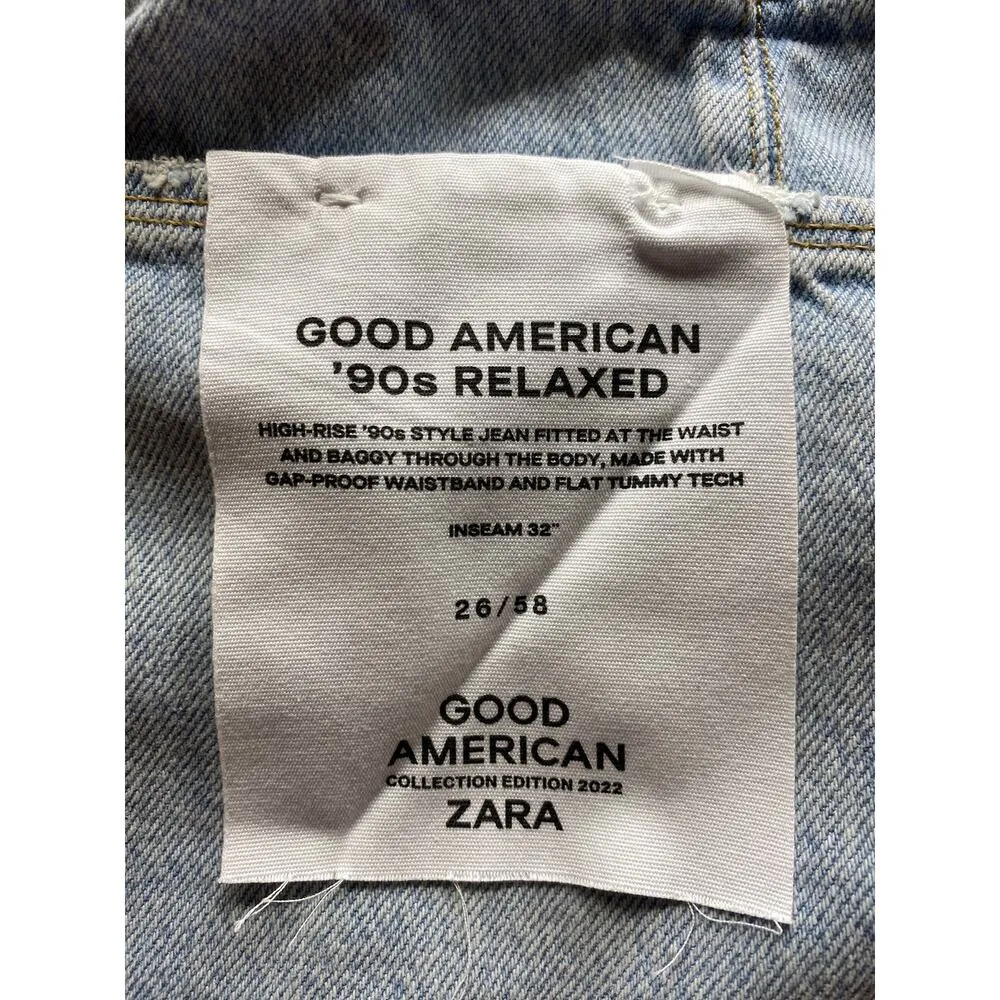 GOOD AMERICAN
’90s RELAXED
HIGH-RISE ’90s STYLE JEAN FITTED AT THE WAIST
AND BAGGY THROUGH THE BODY, MADE WITH
GAP-PROOF WAISTBAND AND FLAT TUMMY TECH
INSEAM 32"
26/58
GOOD
AMERICAN
COLLECTION EDITION 2022
ZARA